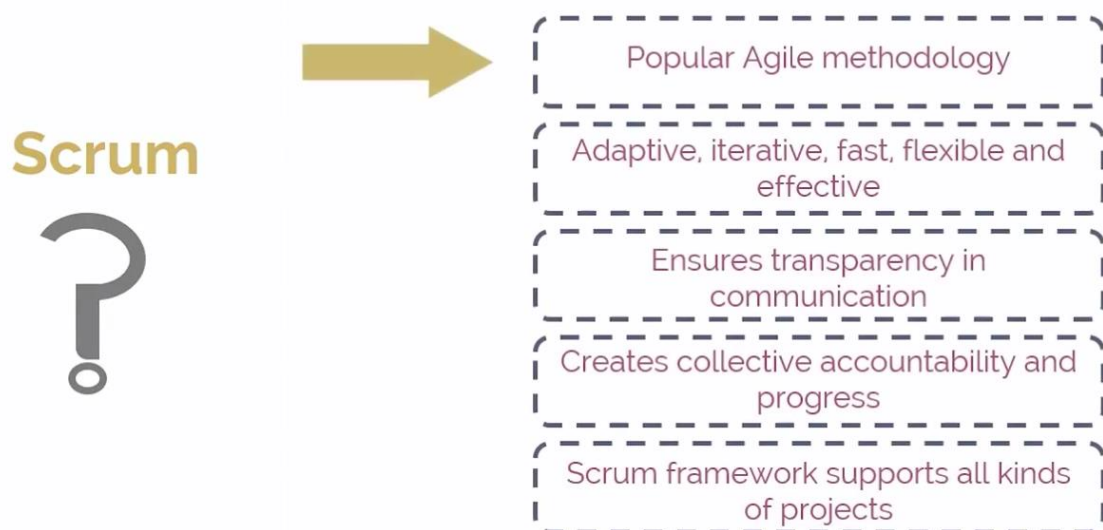 Scrum
Popular Agile methodology
Adaptive, iterative, fast, flexible and
effective
Ensures transparency in
communication
Creates collective accountability and
progress
Scrum framework supports all kinds
of projects